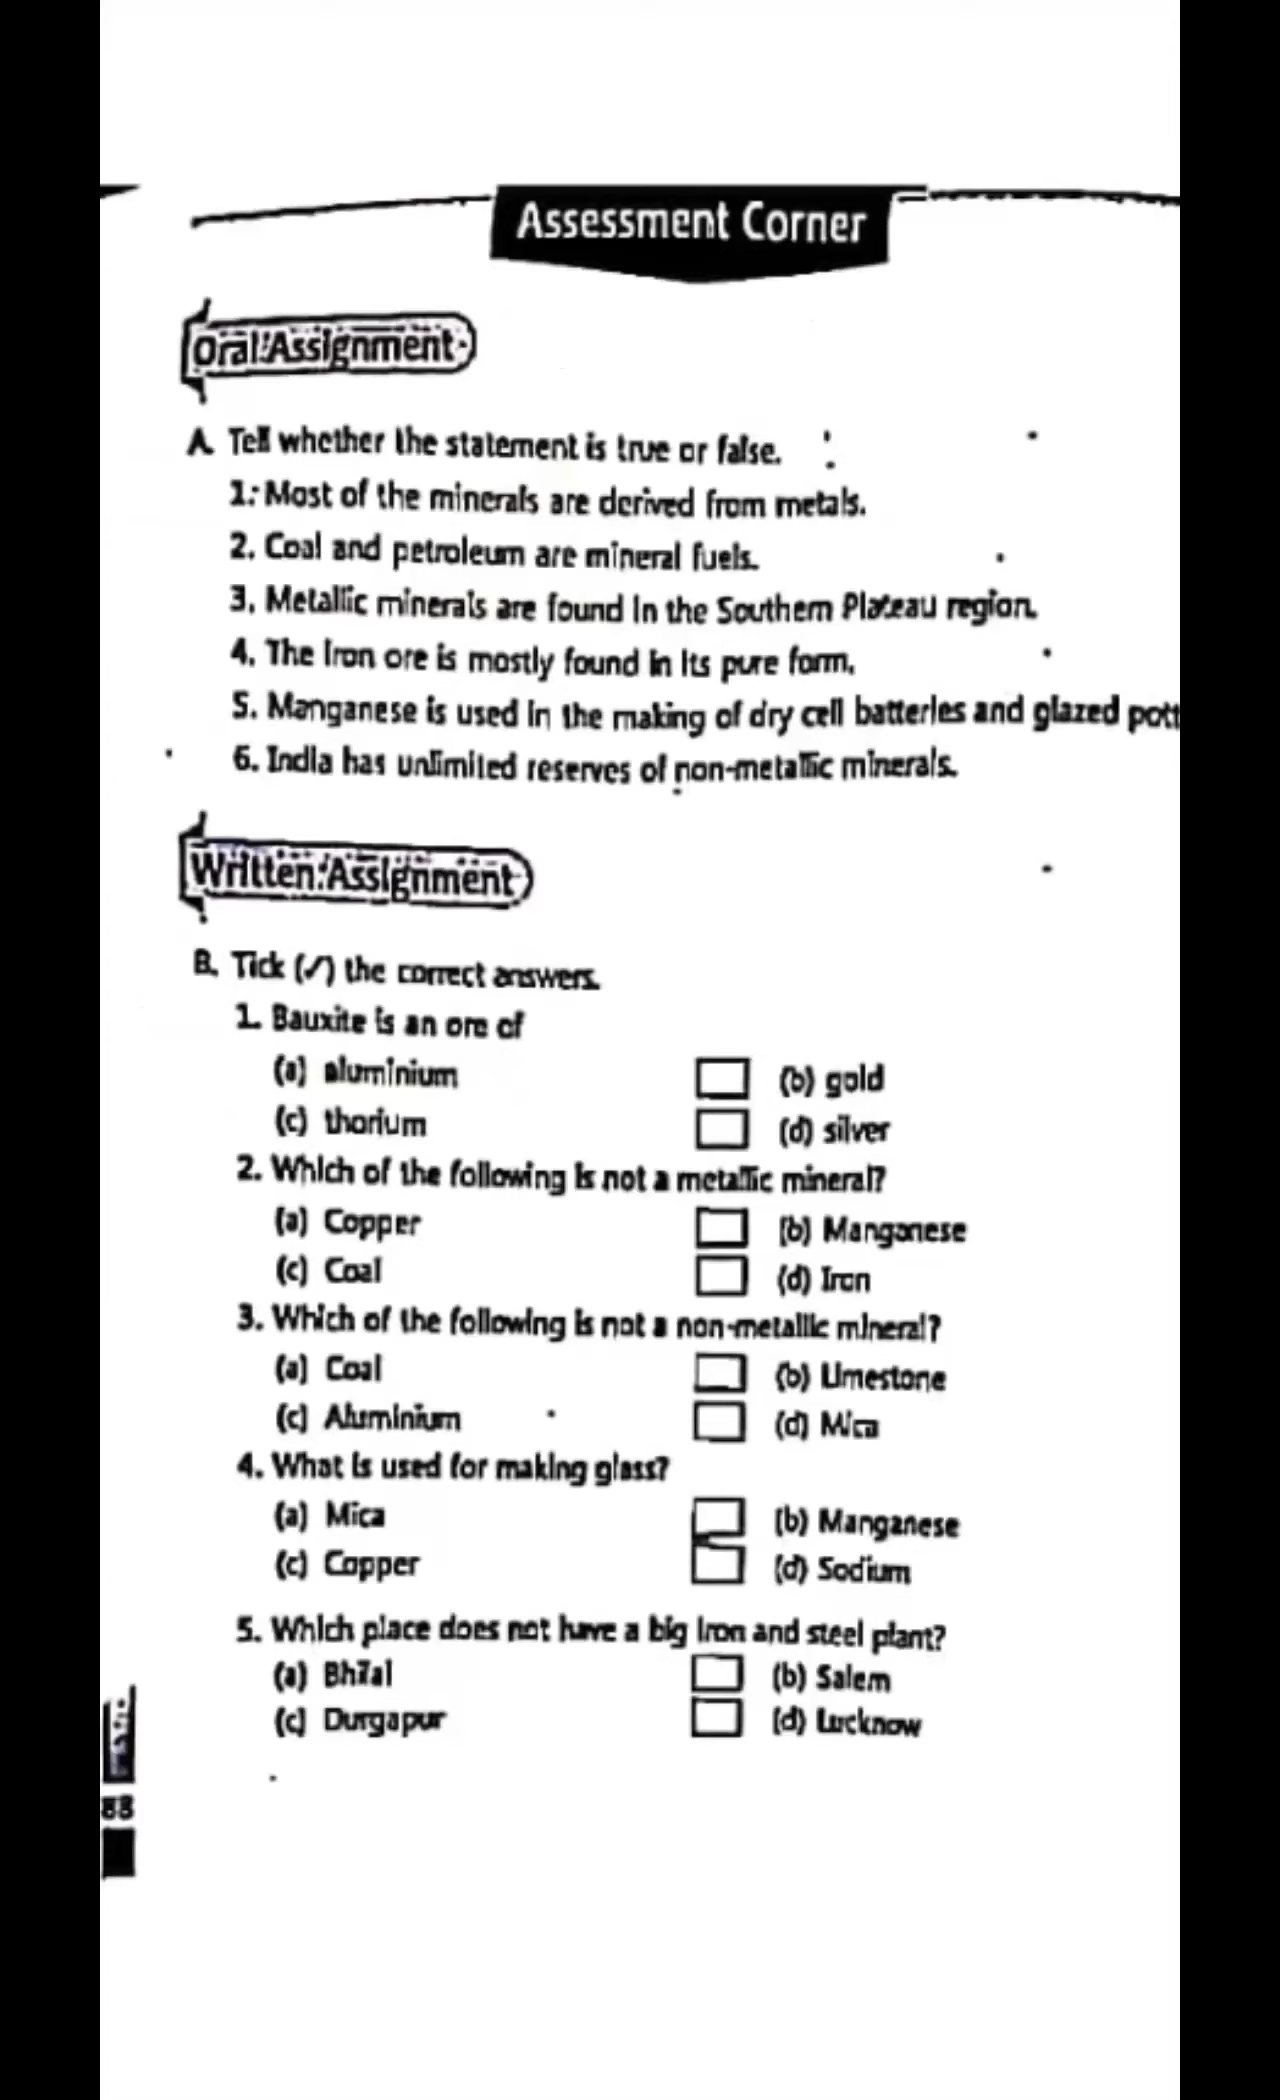 Assessment Corner
Oral Assignment
A. Tell whether the statement is true or false.
1. Most of the minerals are derived from metals.
2. Coal and petroleum are mineral fuels.
3. Metallic minerals are found in the Southern Plateau region.
4. The iron ore is mostly found in its pure form.
5. Manganese is used in the making of dry cell batteries and glazed pott
6. India has unlimited reserves of non-metallic minerals.
Written Assignment
B. Tick (✓) the correct answers.
1. Bauxite is an ore of
(a) aluminium (b) gold
(c) thorium (d) silver
2. Which of the following is not a metallic mineral?
(a) Copper (b) Manganese
(c) Coal (d) Iron
3. Which of the following is not a non-metallic mineral?
(a) Coal (b) Limestone
(c) Aluminium (d) Mica
4. What is used for making glass?
(a) Mica (b) Manganese
(c) Copper (d) Sodium
5. Which place does not have a big iron and steel plant?
(a) Bhilai (b) Salem
(c) Durgapur (d) Lucknow
88